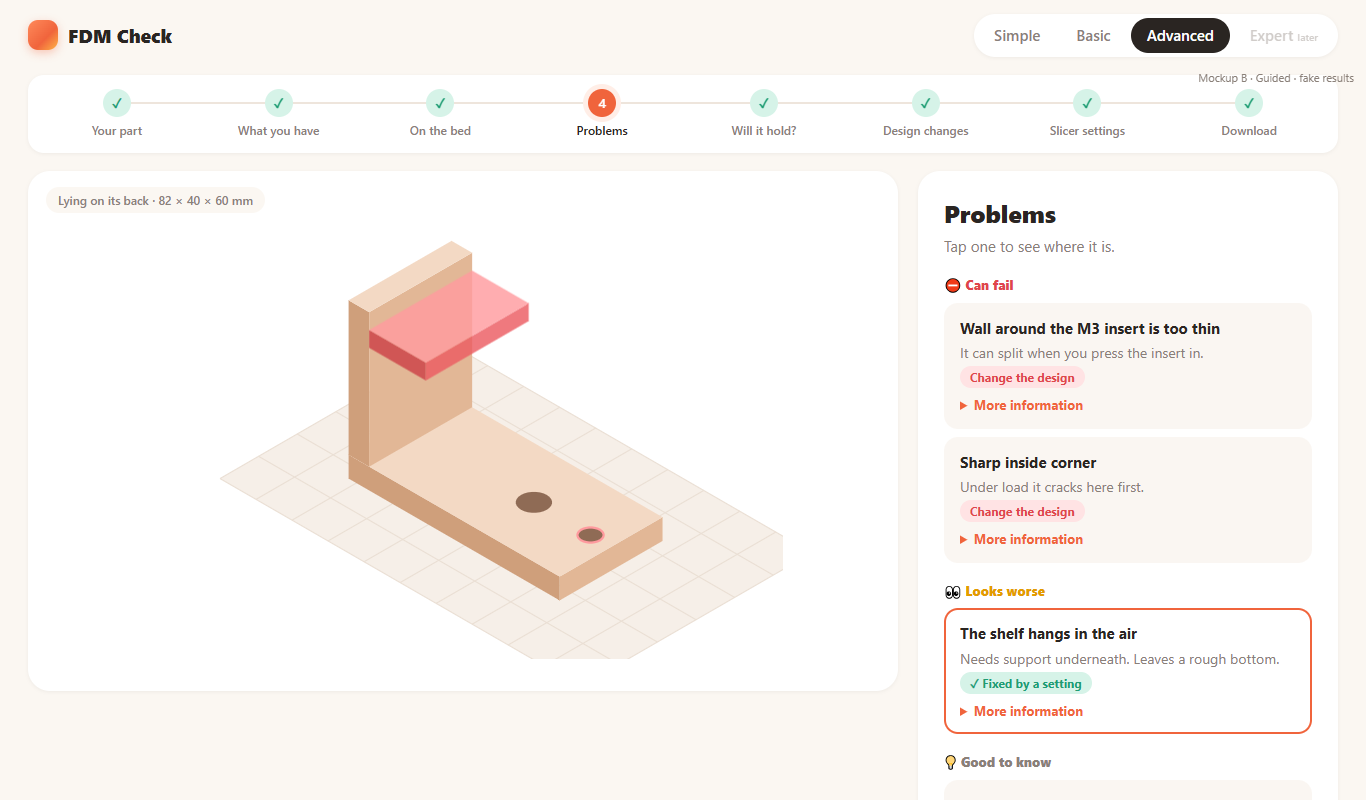 FDM Check
Simple
Basic
Advanced
Expert later
Mockup B · Guided · fake results
✓
✓
✓
4
✓
✓
✓
✓
Your part
What you have
On the bed
Problems
Will it hold?
Design changes
Slicer settings
Download
Lying on its back · 82 × 40 × 60 mm
Problems
Tap one to see where it is.
Can fail
Wall around the M3 insert is too thin
It can split when you press the insert in.
Change the design
More information
Sharp inside corner
Under load it cracks here first.
Change the design
More information
Looks worse
The shelf hangs in the air
Needs support underneath. Leaves a rough bottom.
✓ Fixed by a setting
More information
Good to know